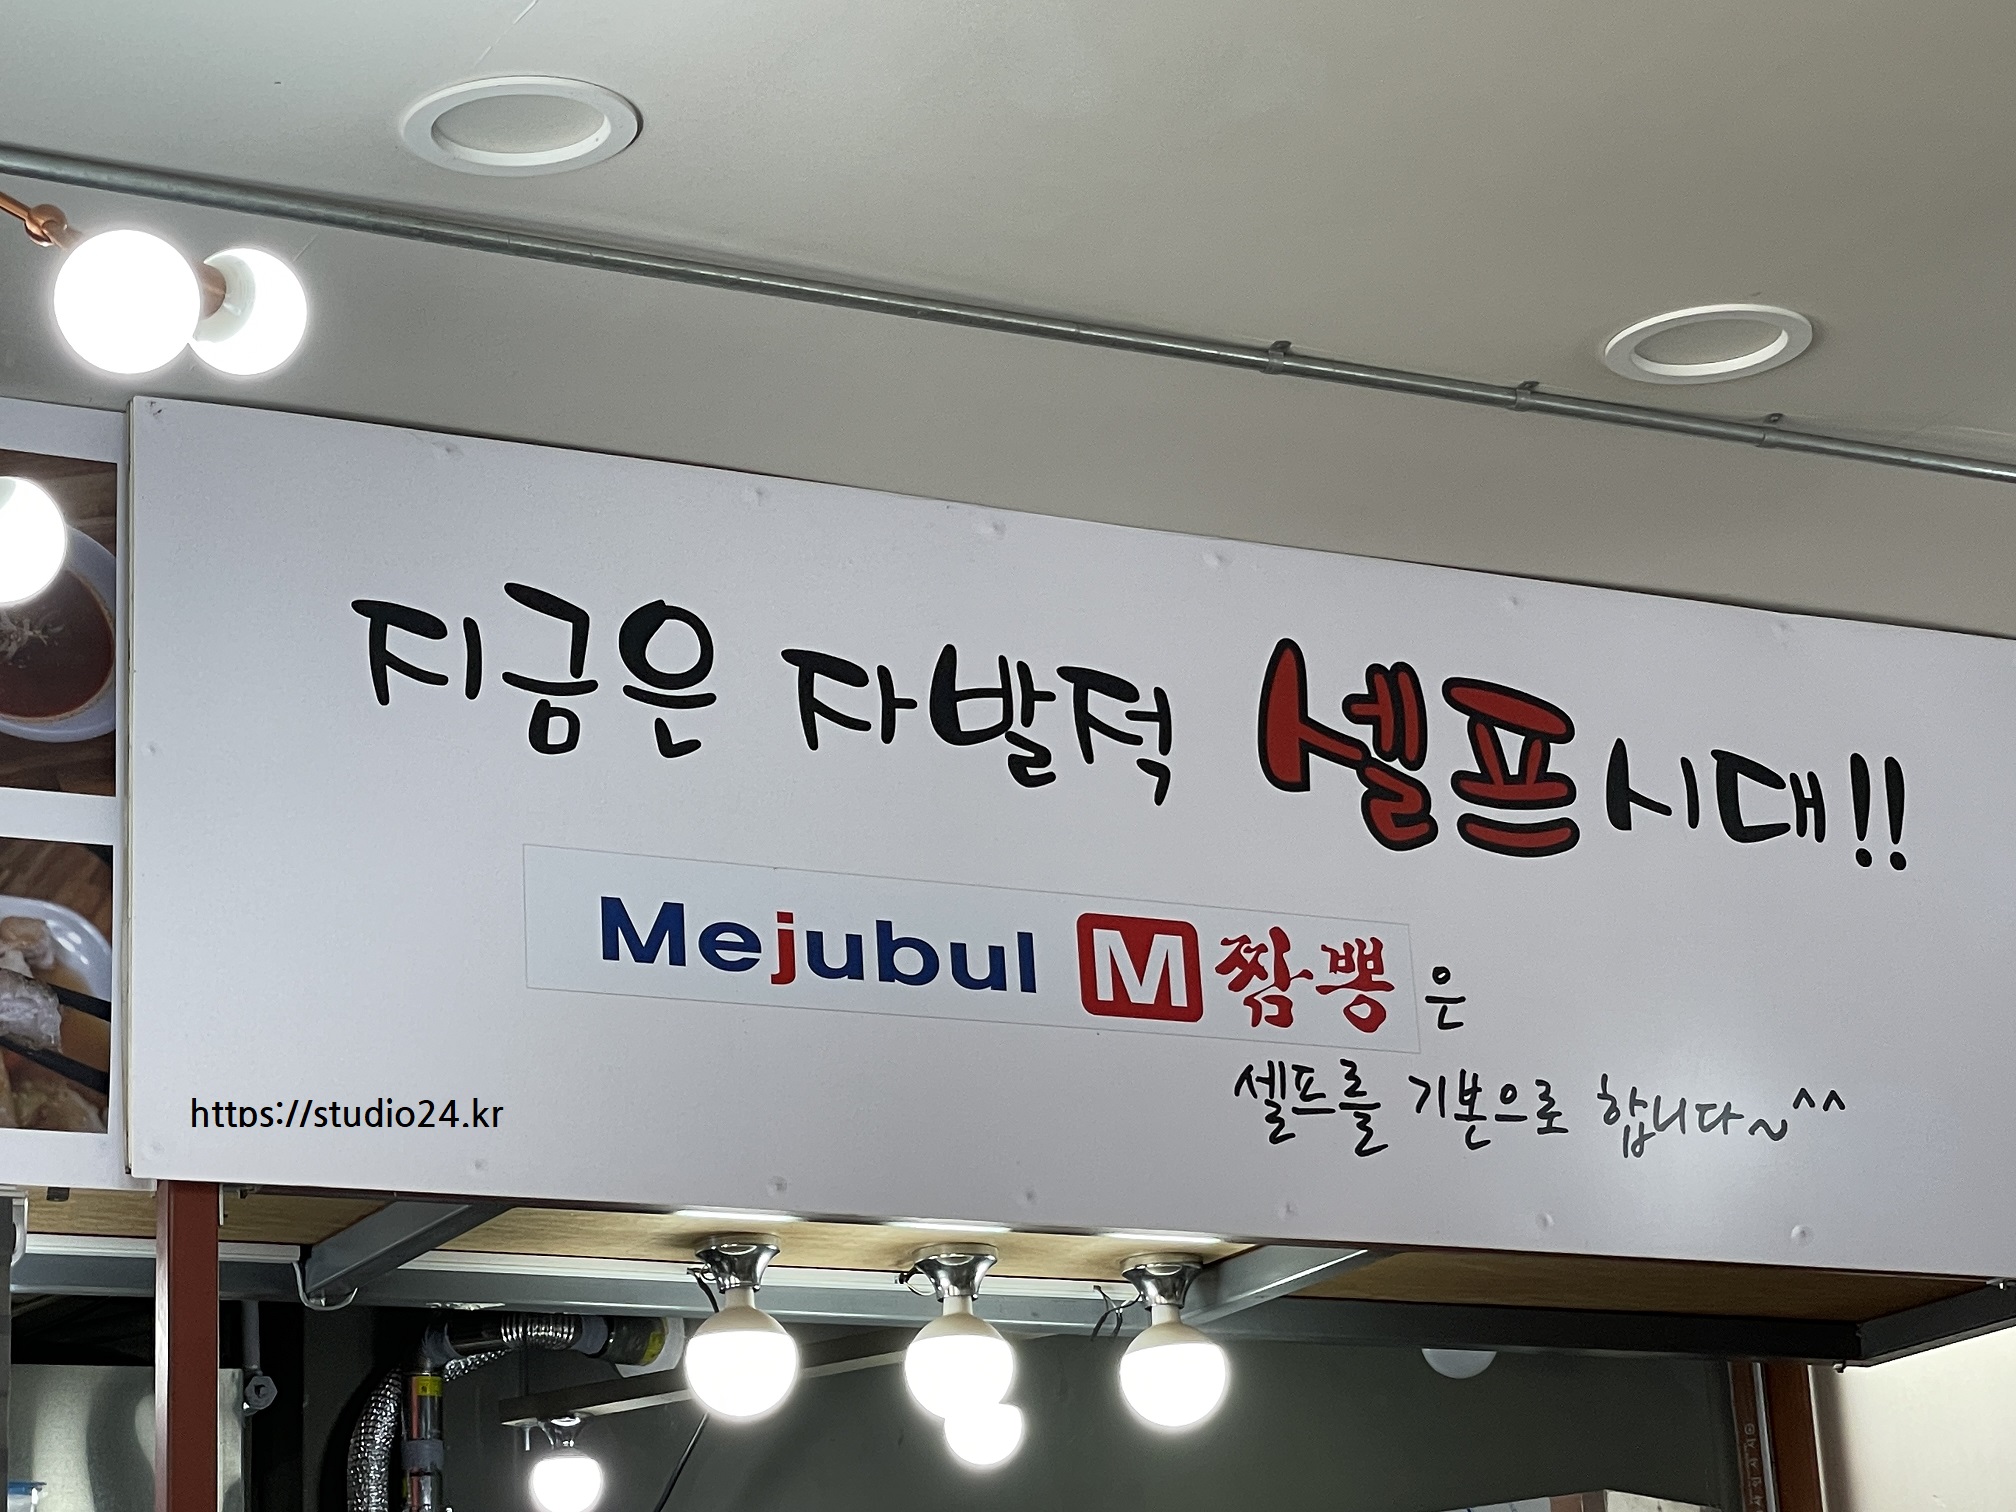 지금은 자발적 셀프시대!!
Mejubul M 짬뽕은
셀프를 기본으로 합니다~^^
https://studio24.kr